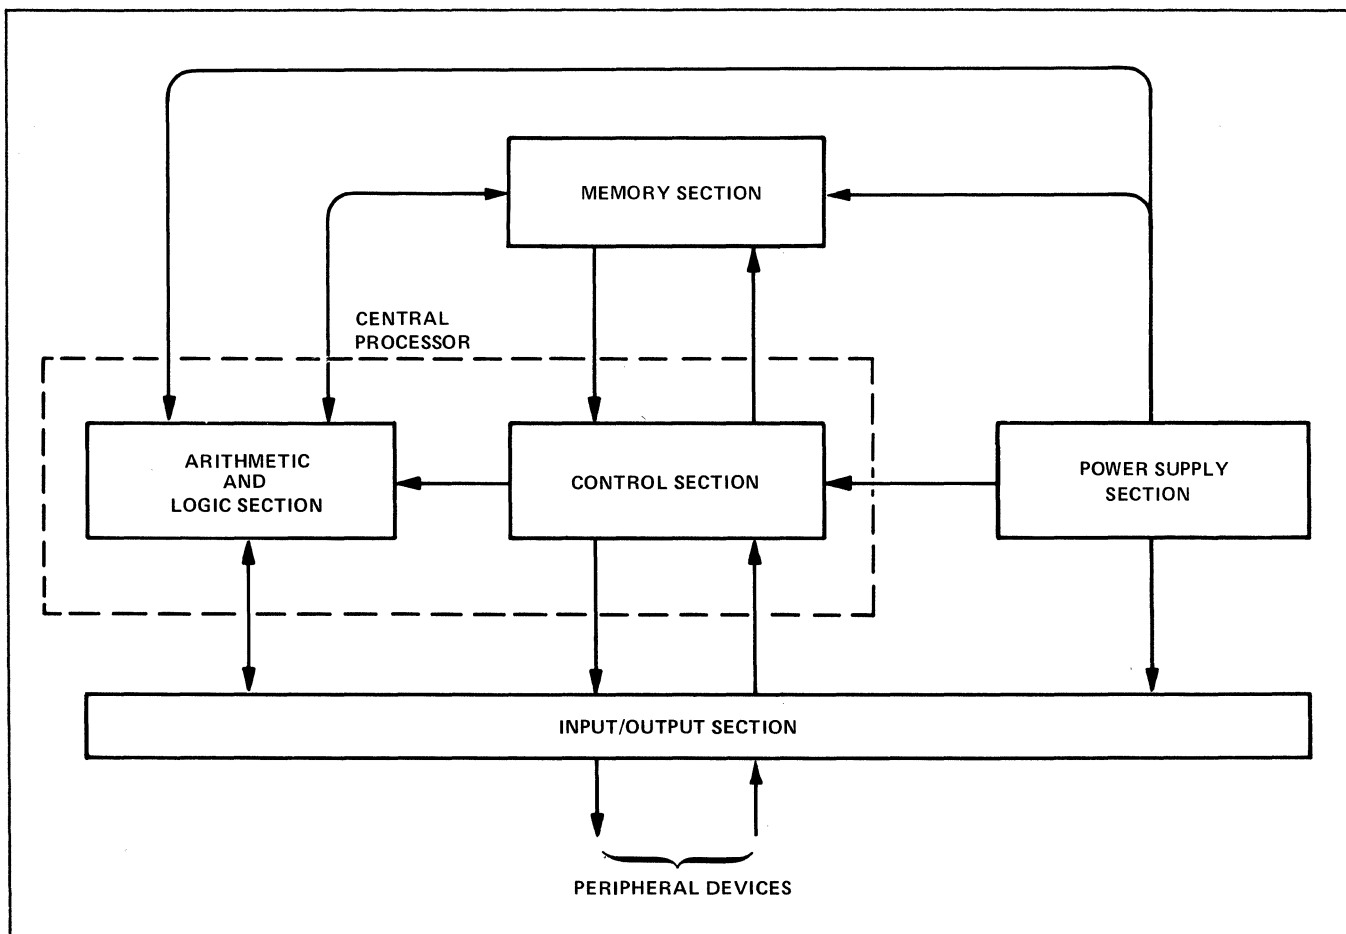 MEMORY SECTION
CENTRAL
PROCESSOR
ARITHMETIC
AND
LOGIC SECTION
CONTROL SECTION
POWER SUPPLY
SECTION
INPUT/OUTPUT SECTION
PERIPHERAL DEVICES